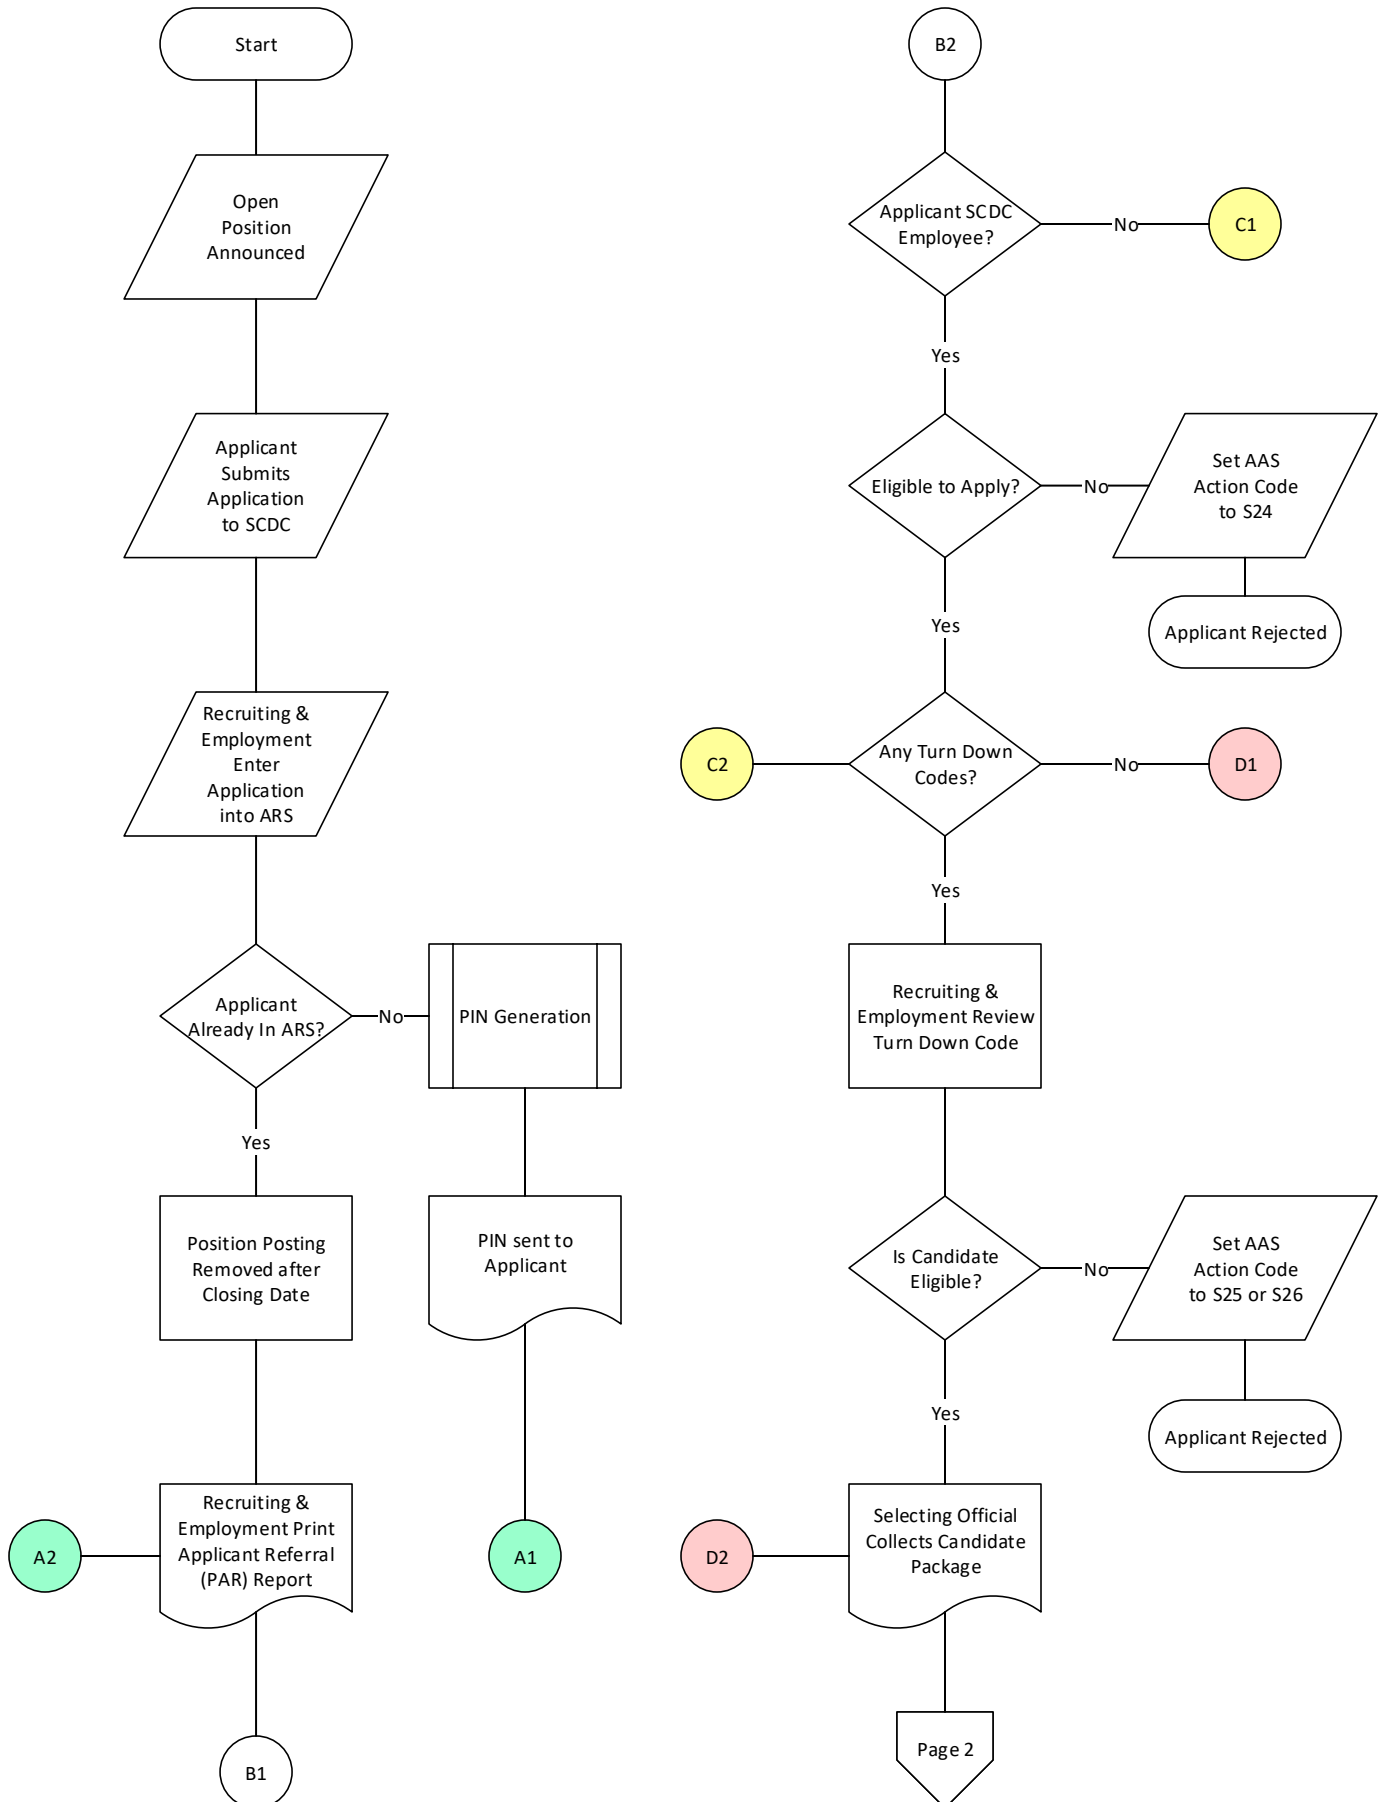 Start
Open
Position
Announced
Applicant
Submits
Application
to SCDC
Recruiting &
Employment
Enter
Application
into ARS
Applicant
Already In ARS?
No
PIN Generation
Yes
Position Posting
Removed after
Closing Date
PIN sent to
Applicant
A2
Recruiting &
Employment Print
Applicant Referral
(PAR) Report
A1
B1
B2
Applicant SCDC
Employee?
No
C1
Yes
Eligible to Apply?
No
Set AAS
Action Code
to S24
Applicant Rejected
Yes
C2
Any Turn Down
Codes?
No
D1
Yes
Recruiting &
Employment Review
Turn Down Code
Is Candidate
Eligible?
No
Set AAS
Action Code
to S25 or S26
Applicant Rejected
Yes
D2
Selecting Official
Collects Candidate
Package
Page 2